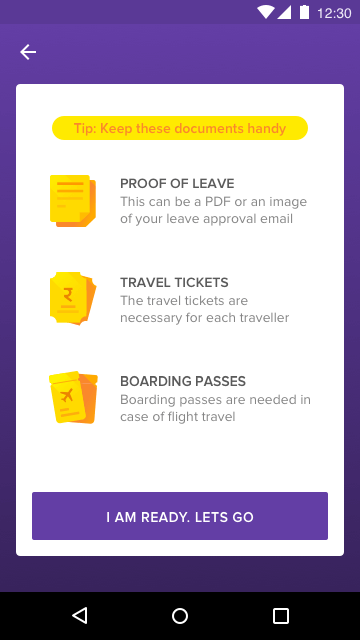 12:30
Tip: Keep these documents handy
PROOF OF LEAVE
This can be a PDF or an image
of your leave approval email
₹
TRAVEL TICKETS
The travel tickets are
necessary for each traveller
BOARDING PASSES
Boarding passes are needed in
case of flight travel
I AM READY. LETS GO